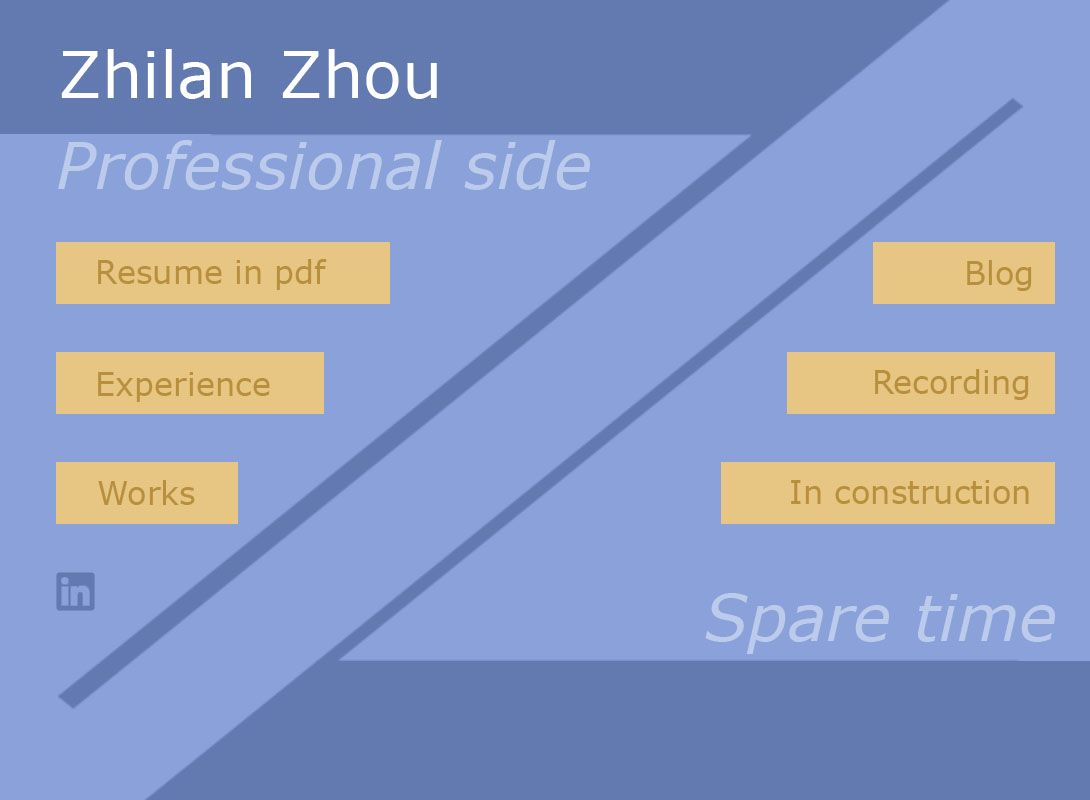 Zhilan Zhou
Professional side
Resume in pdf
Experience
Works
in
Blog
Recording
In construction
Spare time